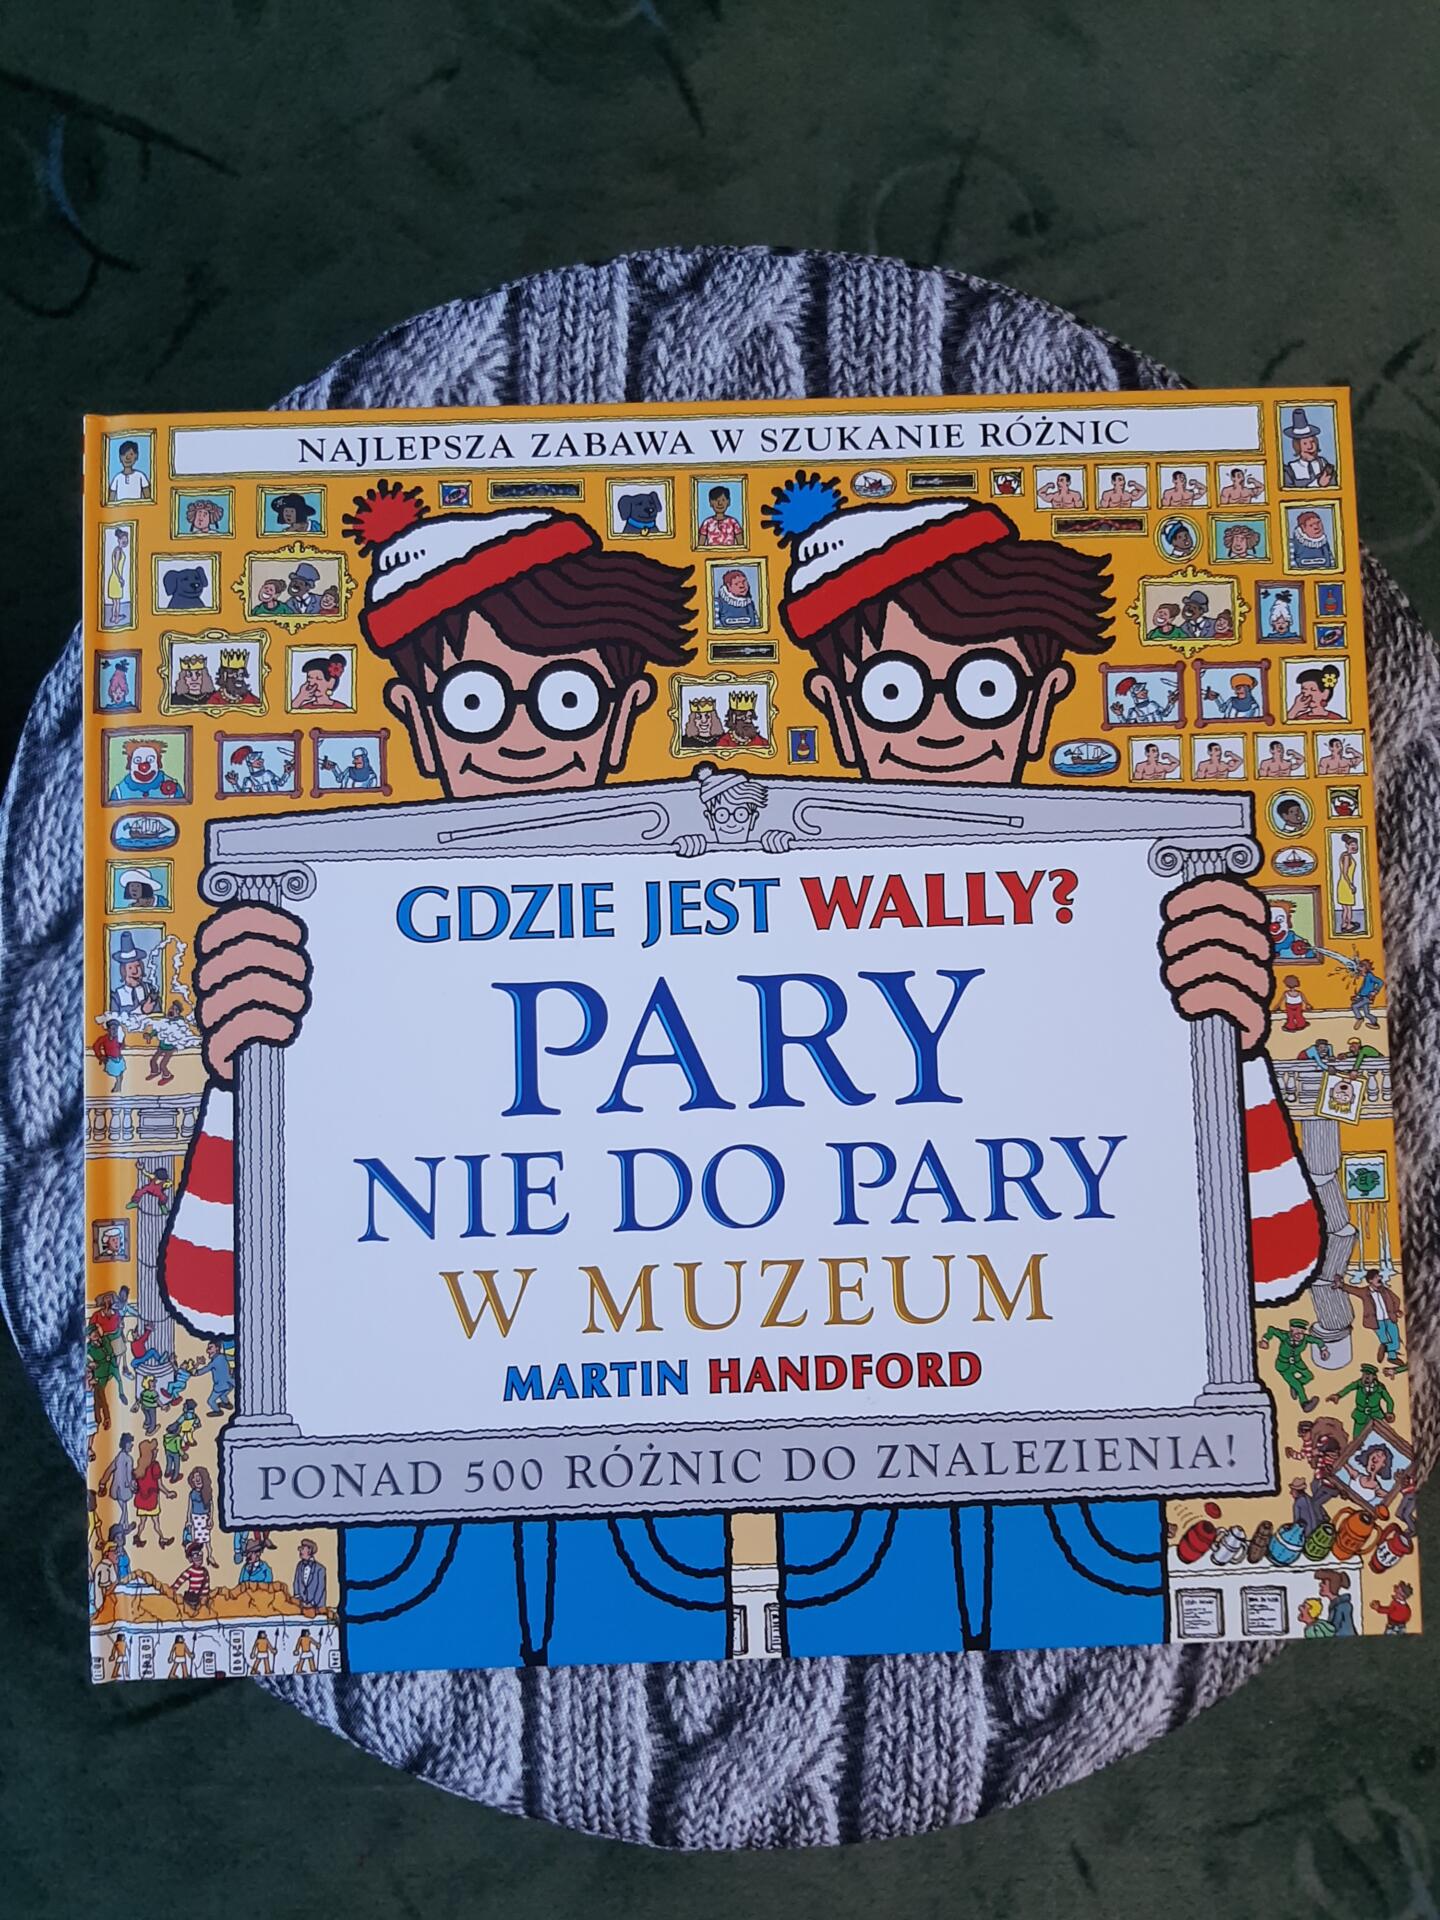 NAJLEPSZA ZABAWA W SZUKANIE RÓŻNIC
GDZIE JEST WALLY?
PARY
NIE DO PARY
W MUZEUM
MARTIN HANDFORD
PONAD 500 RÓŻNIC DO ZNALEZIENIA!